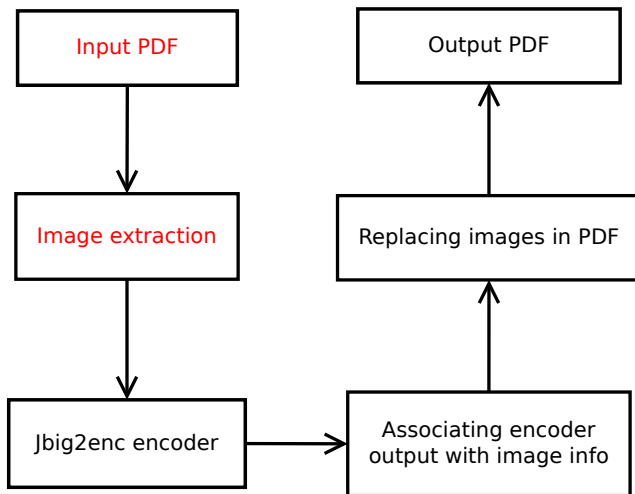 Input PDF
Image extraction
Jbig2enc encoder
Associating encoder
output with image info
Replacing images in PDF
Output PDF